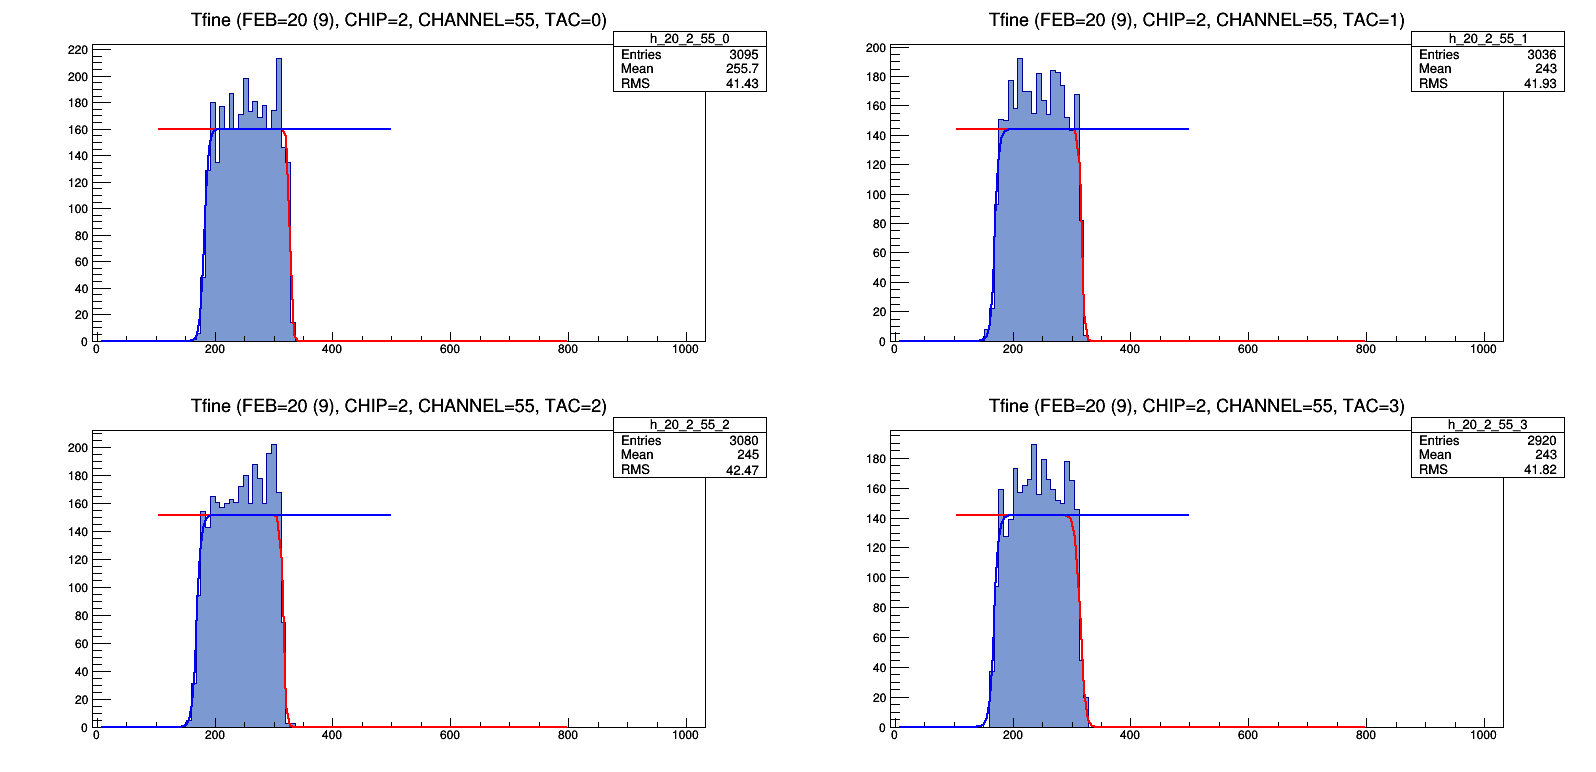 Tfine (FEB=20 (9), CHIP=2, CHANNEL=55, TAC=0)
h_20_2_55_0
Entries 3095
Mean 255.7
RMS 41.43
220
200
180
160
140
120
100
80
60
40
20
0
0 200 400 600 800 1000
Tfine (FEB=20 (9), CHIP=2, CHANNEL=55, TAC=1)
h_20_2_55_1
Entries 3036
Mean 243
RMS 41.93
200
180
160
140
120
100
80
60
40
20
0
0 200 400 600 800 1000
Tfine (FEB=20 (9), CHIP=2, CHANNEL=55, TAC=2)
h_20_2_55_2
Entries 3080
Mean 245
RMS 42.47
200
180
160
140
120
100
80
60
40
20
0
0 200 400 600 800 1000
Tfine (FEB=20 (9), CHIP=2, CHANNEL=55, TAC=3)
h_20_2_55_3
Entries 2920
Mean 243
RMS 41.82
180
160
140
120
100
80
60
40
20
0
0 200 400 600 800 1000